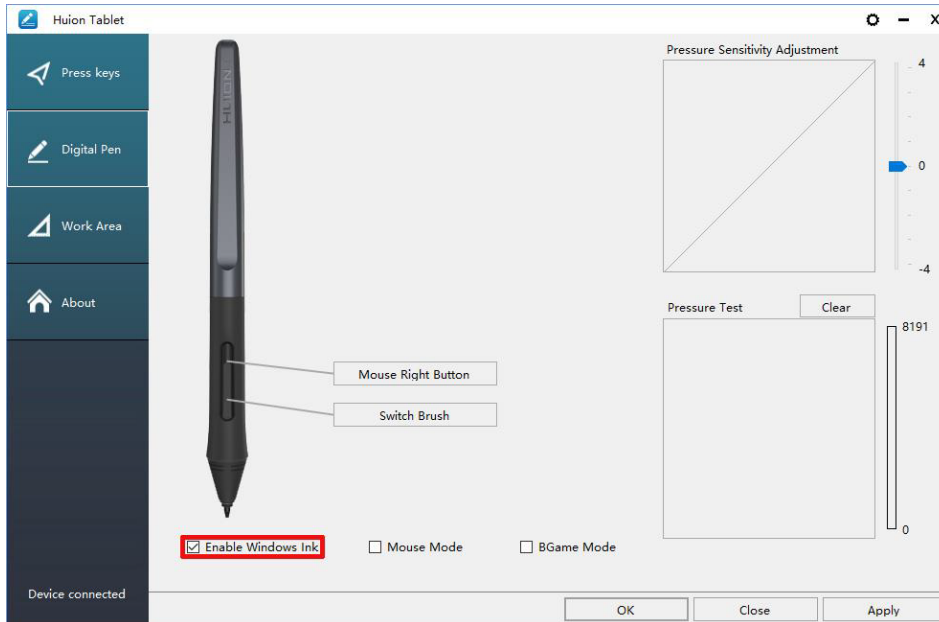 Huion Tablet
Press keys
Digital Pen
Work Area
About
Device connected
HUION
Mouse Right Button
Switch Brush
Enable Windows Ink
Mouse Mode
BGame Mode
Pressure Sensitivity Adjustment
4
0
-4
Pressure Test
Clear
8191
0
OK
Close
Apply